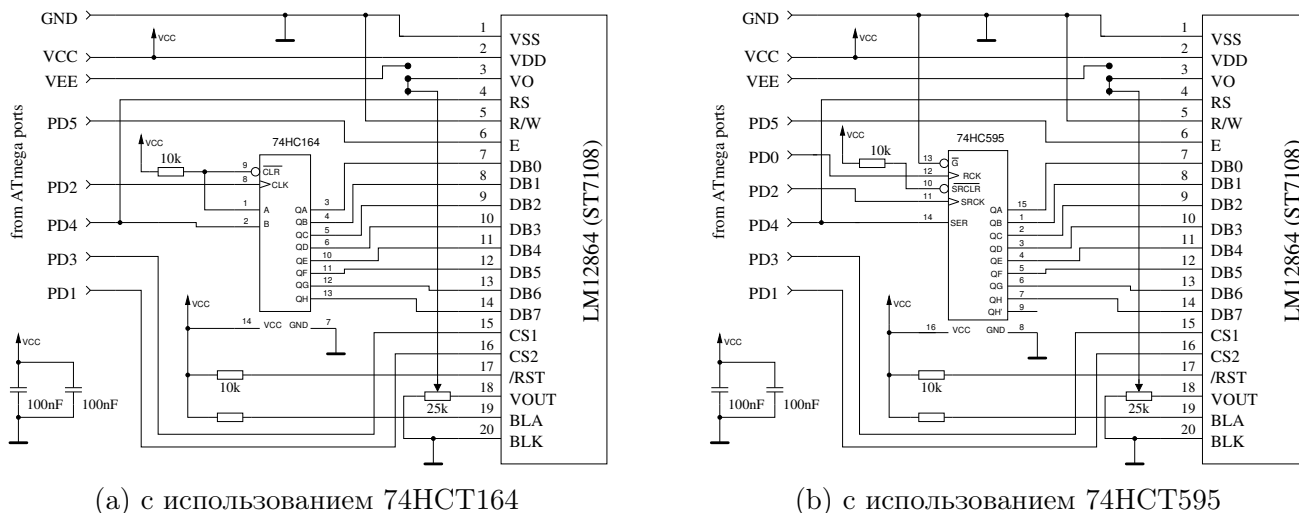 GND
VCC
VEE
PD5
PD2
PD4
PD3
PD1
from ATmega ports
VCC
VCC
10k
74HC164
9 CLR
8 CLK
1 A
2 B
QA 3
QB 4
QC 5
QD 6
QE 10
QF 11
QG 12
QH 13
14 VCC GND 7
VCC
VCC
100nF 100nF
10k
25k
1 VSS
2 VDD
3 VO
4 RS
5 R/W
6 E
7 DB0
8 DB1
9 DB2
10 DB3
11 DB4
12 DB5
13 DB6
14 DB7
15 CS1
16 CS2
17 /RST
18 VOUT
19 BLA
20 BLK
LM12864 (ST7108)
(a) с использованием 74HCT164
GND
VCC
VEE
PD5
PD0
PD2
PD4
PD3
PD1
from ATmega ports
VCC
VCC
10k
74HC595
13 G
12 RCK
10 SRCLR
11 SRCK
14 SER
QA 15
QB 1
QC 2
QD 3
QE 4
QF 5
QG 6
QH 7
QH' 9
16 VCC GND 8
VCC
VCC
100nF 100nF
10k
25k
1 VSS
2 VDD
3 VO
4 RS
5 R/W
6 E
7 DB0
8 DB1
9 DB2
10 DB3
11 DB4
12 DB5
13 DB6
14 DB7
15 CS1
16 CS2
17 /RST
18 VOUT
19 BLA
20 BLK
LM12864 (ST7108)
(b) с использованием 74HCT595